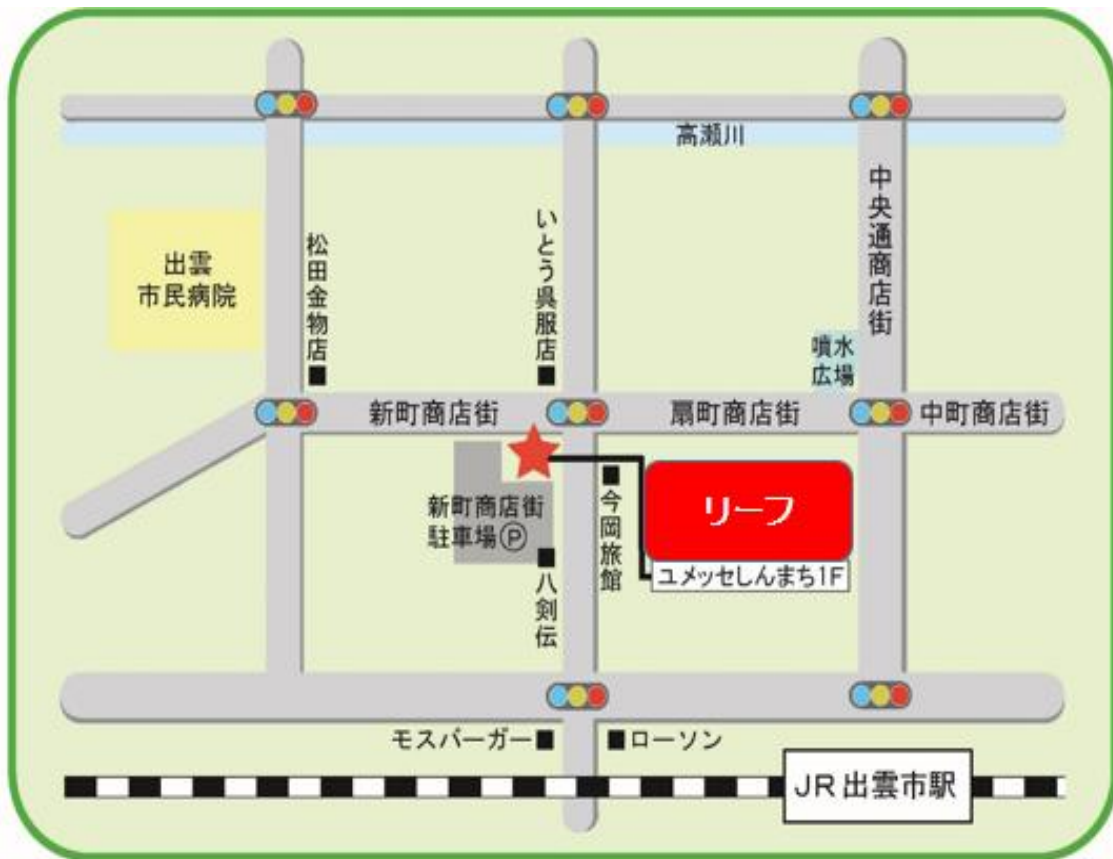 高瀬川
中央通商店街
いとう呉服店
松田金物店
出雲
市民病院
噴水
広場
新町商店街
扇町商店街
中町商店街
リーフ
ユメッセしんまち1F
今岡旅館
新町商店街
駐車場Ⓟ
八剣伝
モスバーガー
ローソン
JR出雲市駅